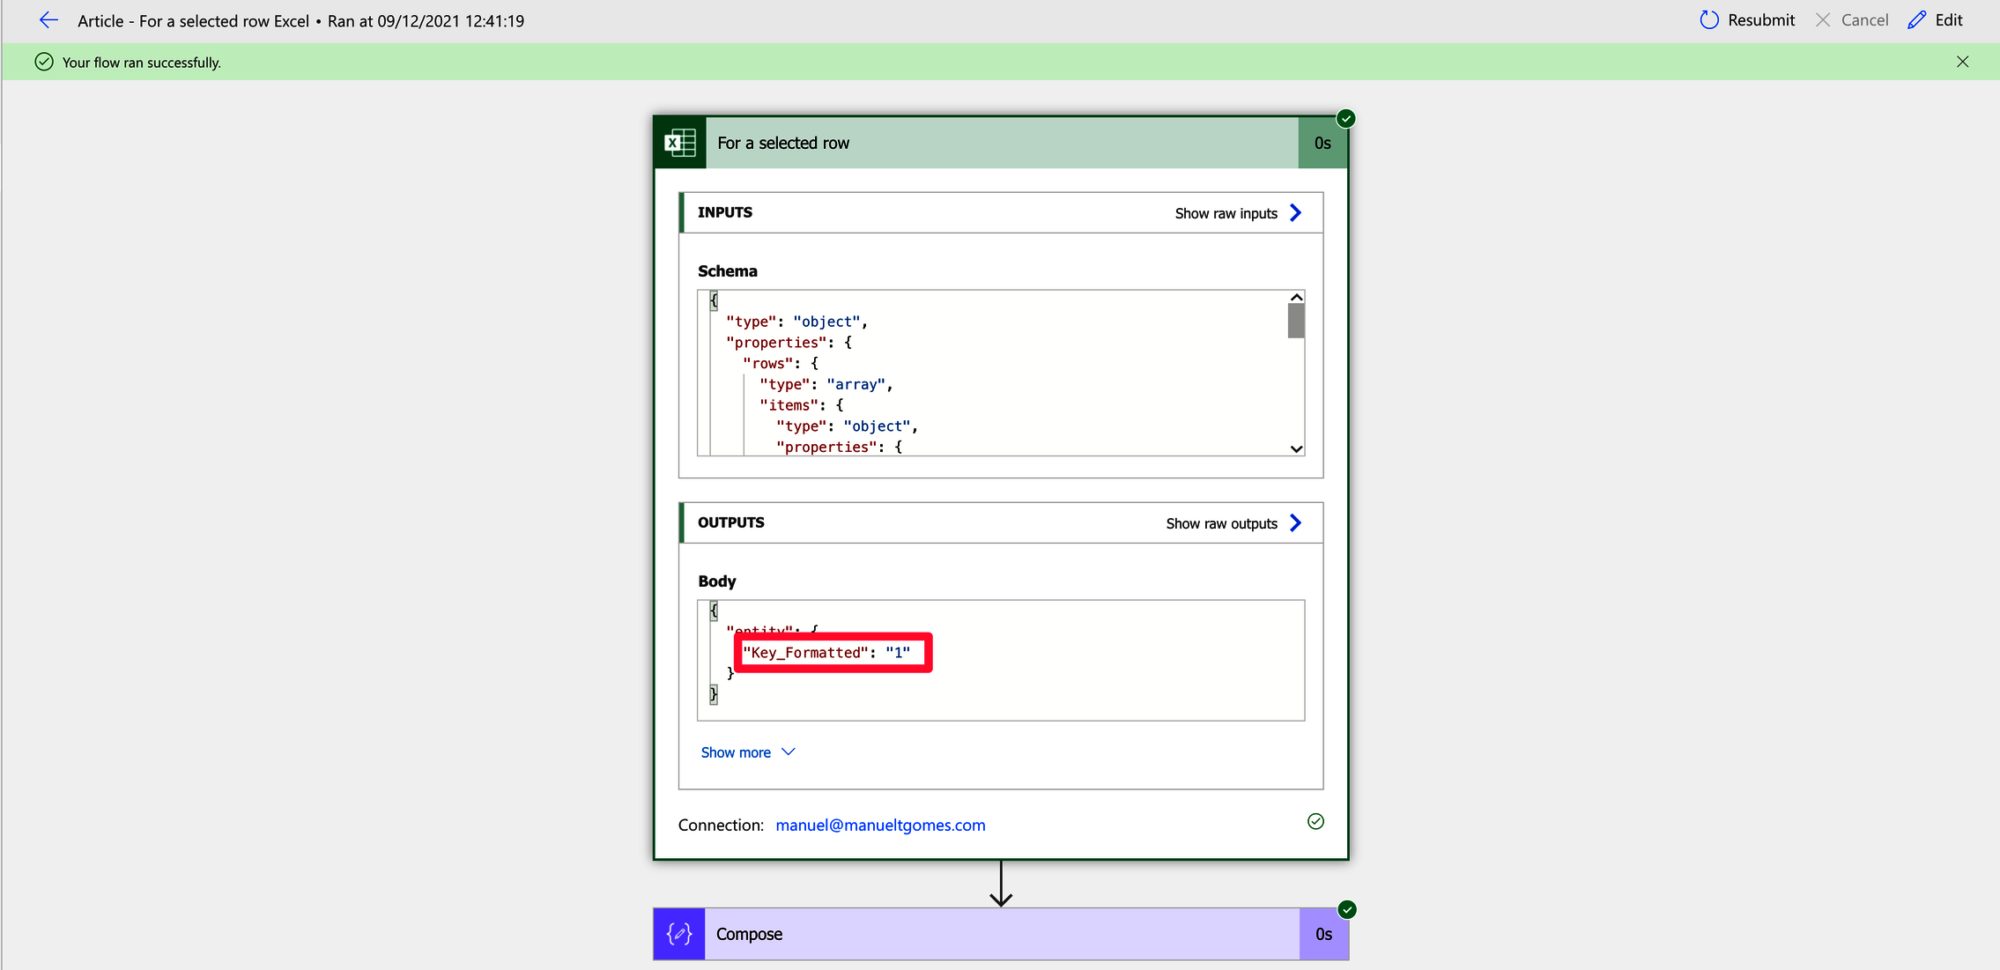 Article - For a selected row Excel • Ran at 09/12/2021 12:41:19
Resubmit
Cancel
Edit
Your flow ran successfully.
For a selected row
0s
INPUTS
Show raw inputs
Schema
{
"type": "object",
"properties": {
"rows": {
"type": "array",
"items": {
"type": "object",
"properties": {
OUTPUTS
Show raw outputs
Body
{
"entity": {
"Key_Formatted": "1"
}
}
Show more
Connection: manuel@manueltgomes.com
Compose
0s